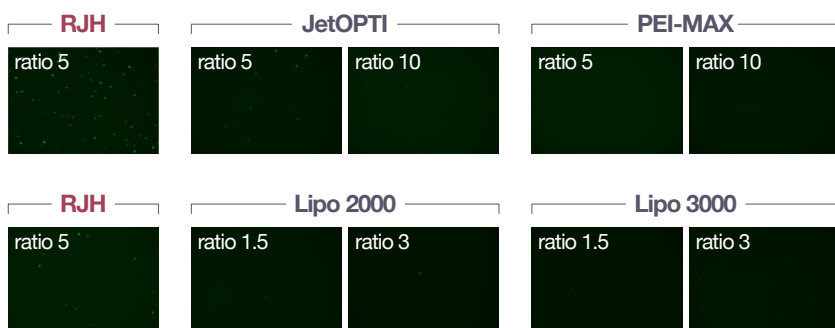 RJH JetOPTI PEI-MAX
ratio 5 ratio 5 ratio 10 ratio 5 ratio 10
RJH Lipo 2000 Lipo 3000
ratio 5 ratio 1.5 ratio 3 ratio 1.5 ratio 3